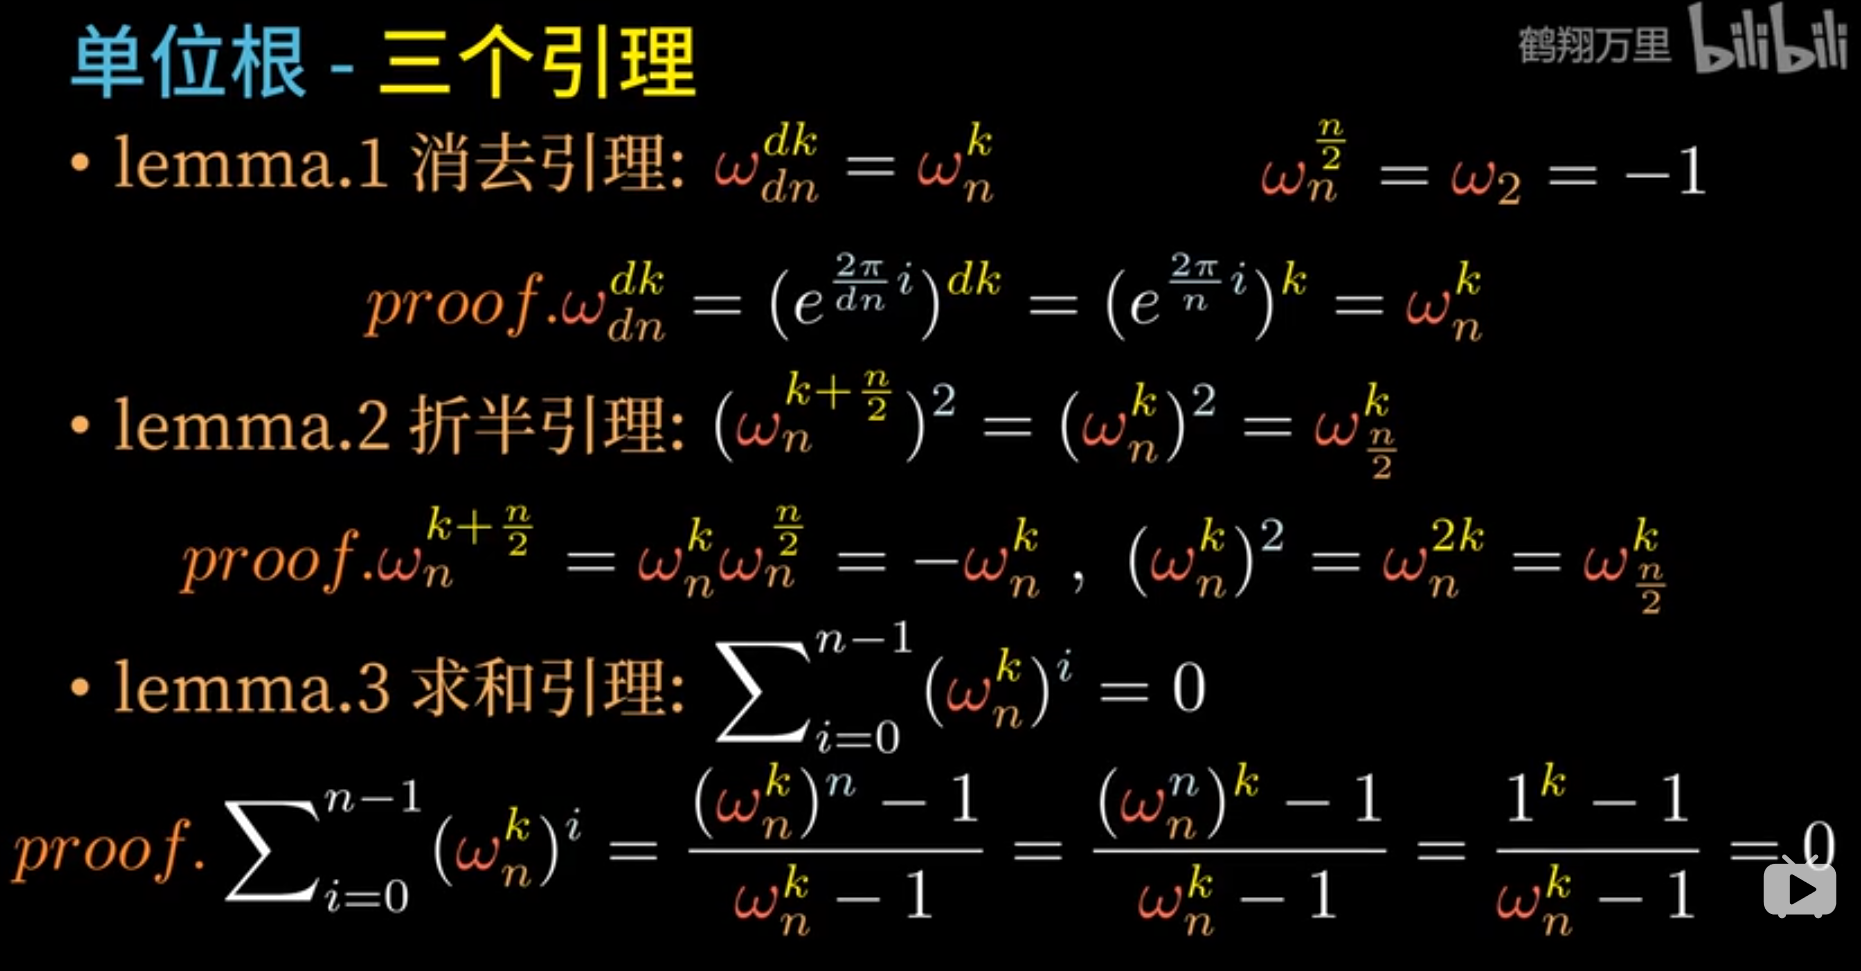 单位根 - 三个引理
鹤翔万里 bilibili
• lemma.1 消去引理: $\omega_{dn}^{dk} = \omega_n^k$ $\omega_n^{\frac{n}{2}} = \omega_2 = -1$
$proof. \omega_{dn}^{dk} = (e^{\frac{2\pi}{dn}i})^{dk} = (e^{\frac{2\pi}{n}i})^k = \omega_n^k$
• lemma.2 折半引理: $(\omega_n^{k+\frac{n}{2}})^2 = (\omega_n^k)^2 = \omega_{\frac{n}{2}}^k$
$proof. \omega_n^{k+\frac{n}{2}} = \omega_n^k \omega_n^{\frac{n}{2}} = -\omega_n^k , (\omega_n^k)^2 = \omega_n^{2k} = \omega_{\frac{n}{2}}^k$
• lemma.3 求和引理: $\sum_{i=0}^{n-1} (\omega_n^k)^i = 0$
$proof. \sum_{i=0}^{n-1} (\omega_n^k)^i = \frac{(\omega_n^k)^n - 1}{\omega_n^k - 1} = \frac{(\omega_n^n)^k - 1}{\omega_n^k - 1} = \frac{1^k - 1}{\omega_n^k - 1} = 0$